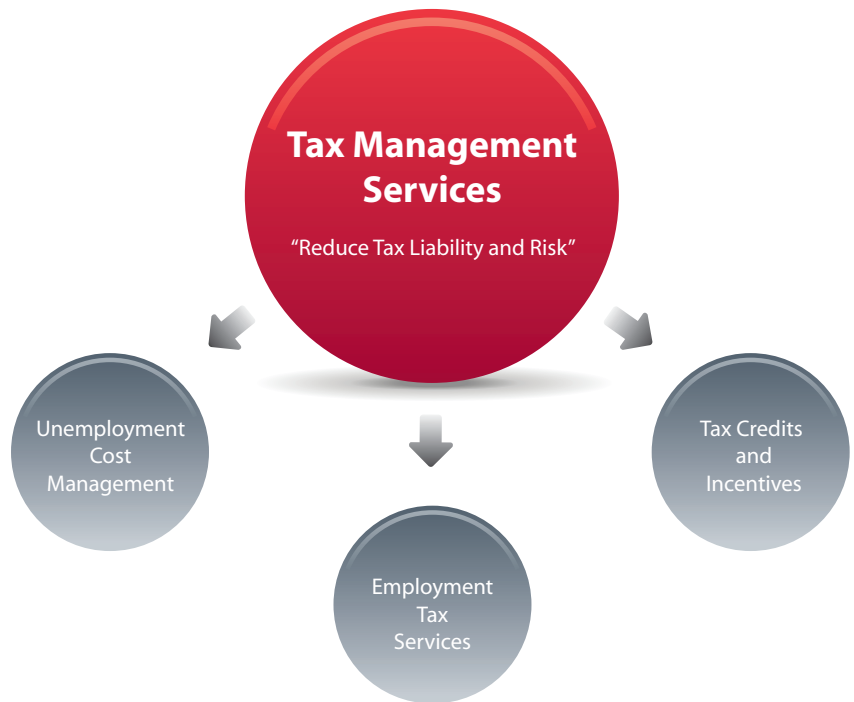 Tax Management
Services
“Reduce Tax Liability and Risk”
Unemployment
Cost
Management
Employment
Tax
Services
Tax Credits
and
Incentives